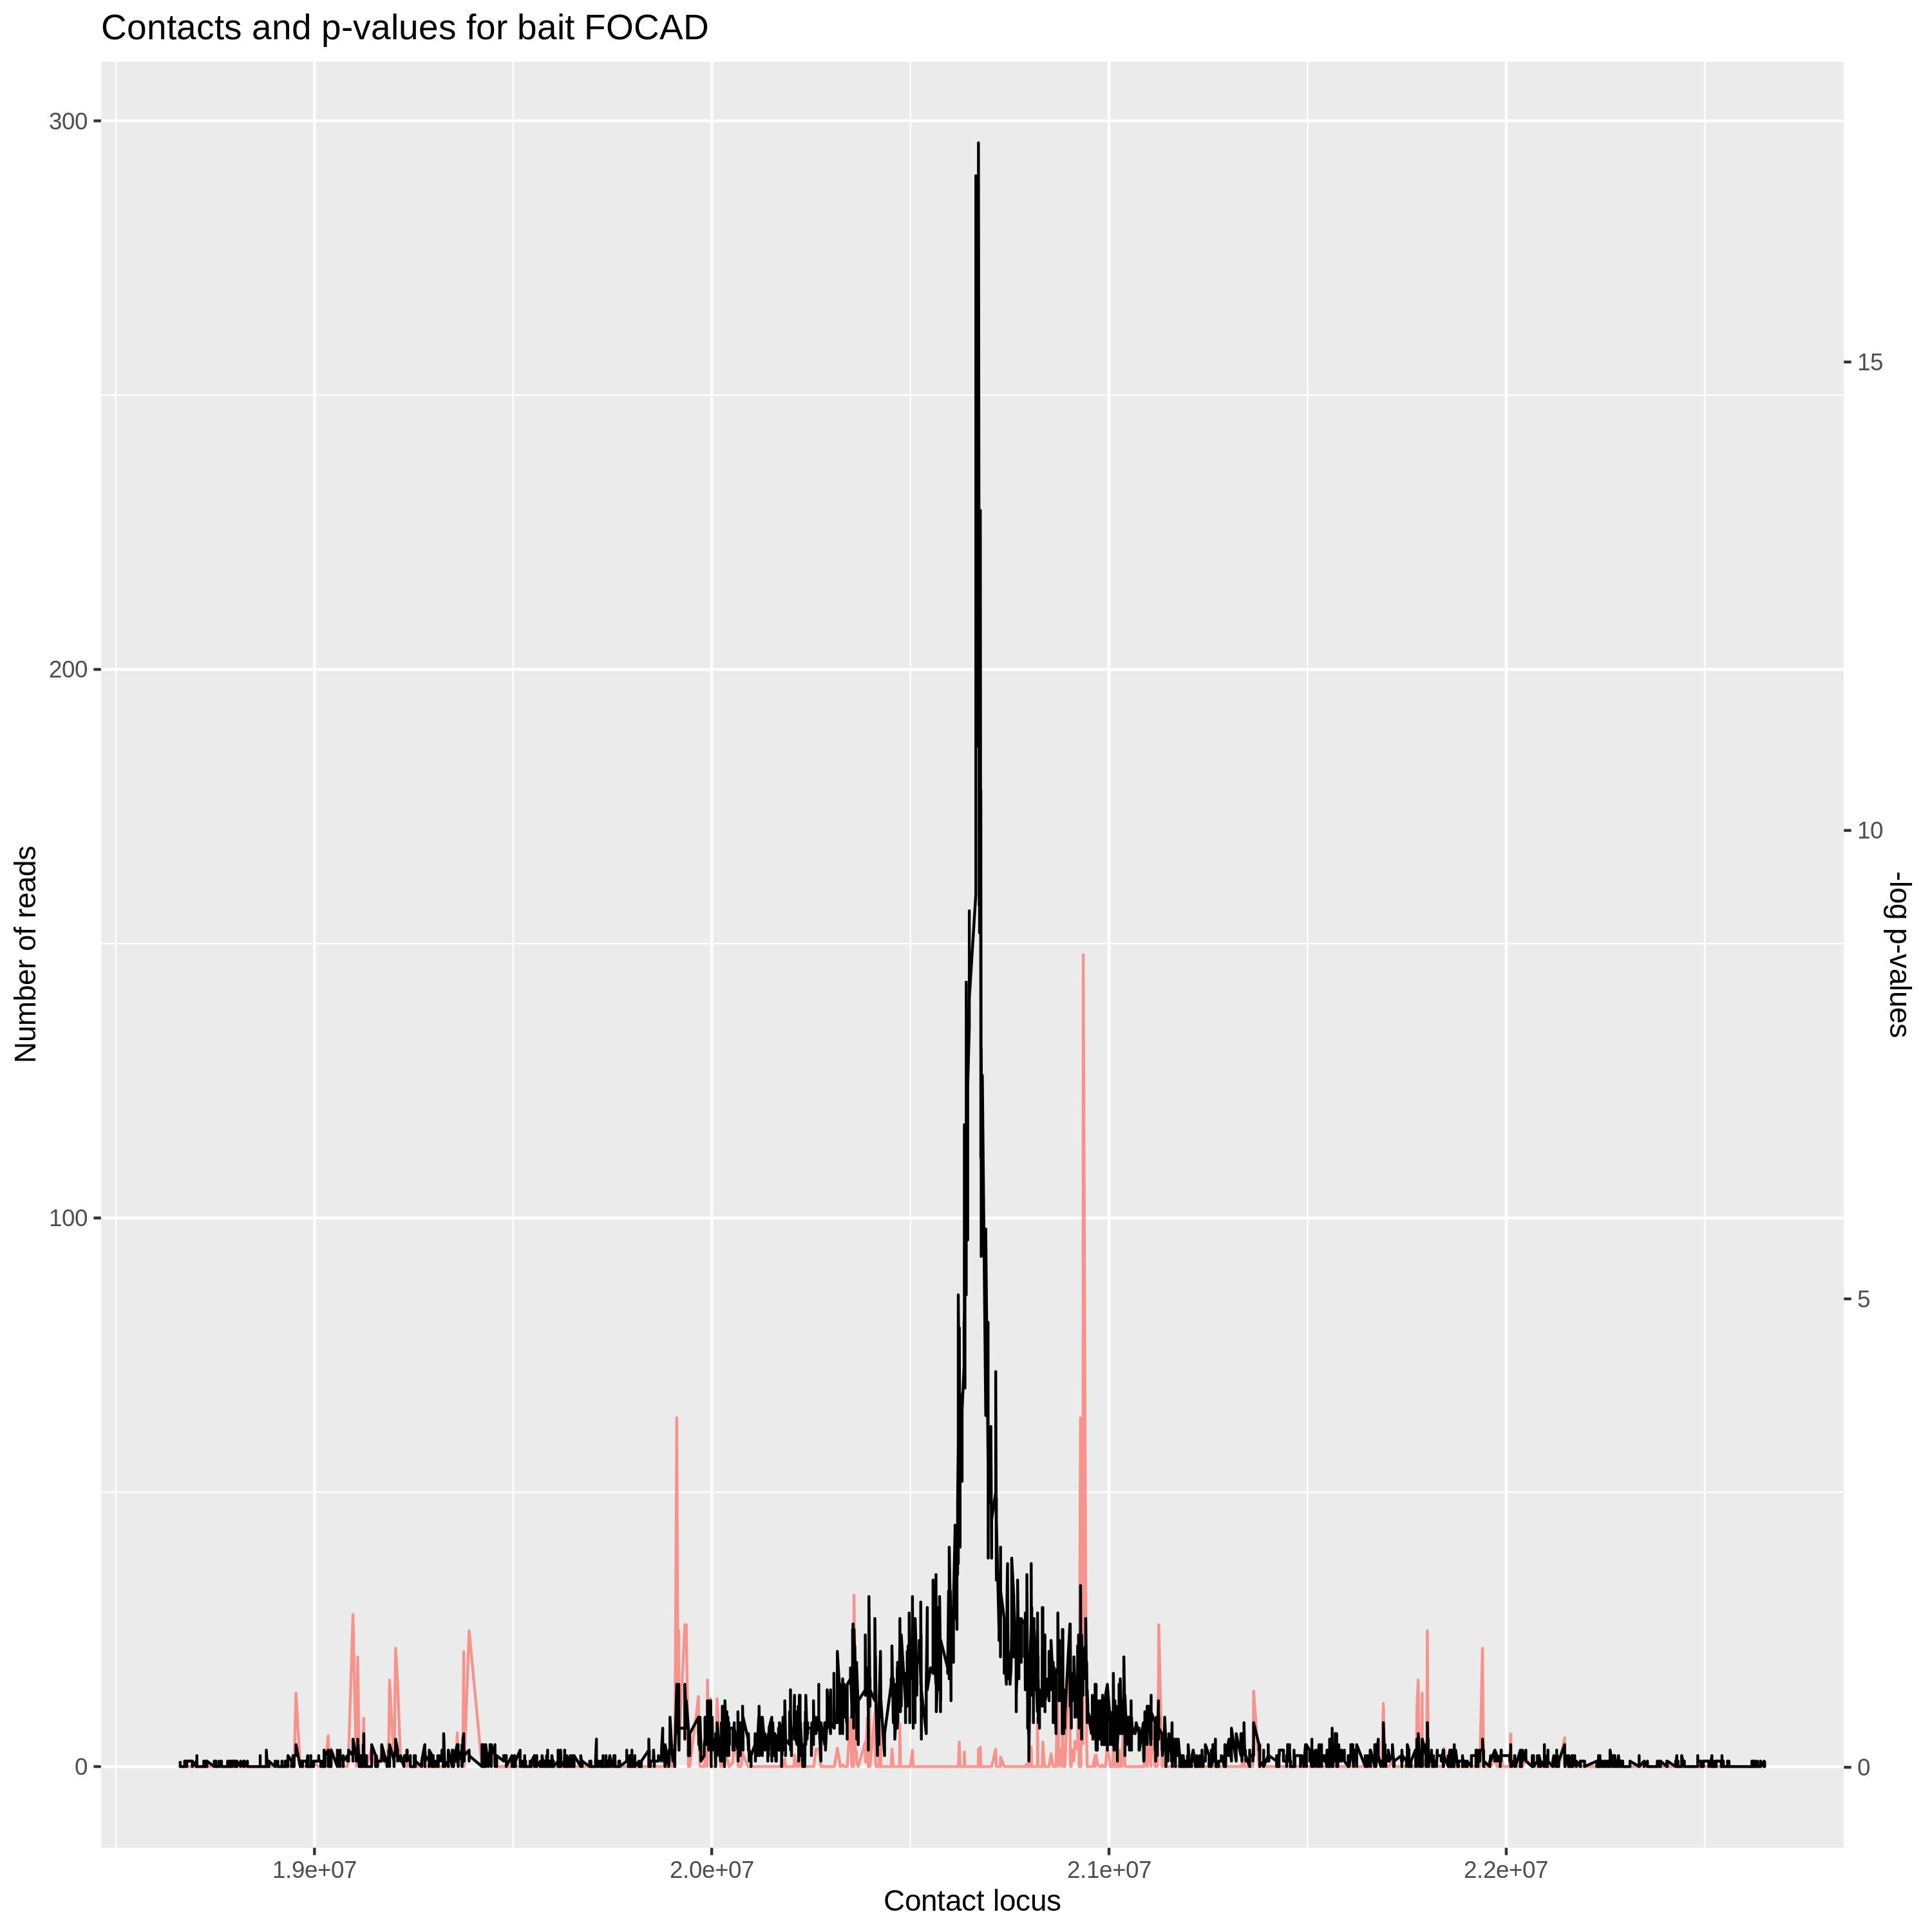 Contacts and p-values for bait FOCAD
300
200
100
0
Number of reads
15
10
5
0
-log p-values
1.9e+07
2.0e+07
2.1e+07
2.2e+07
Contact locus